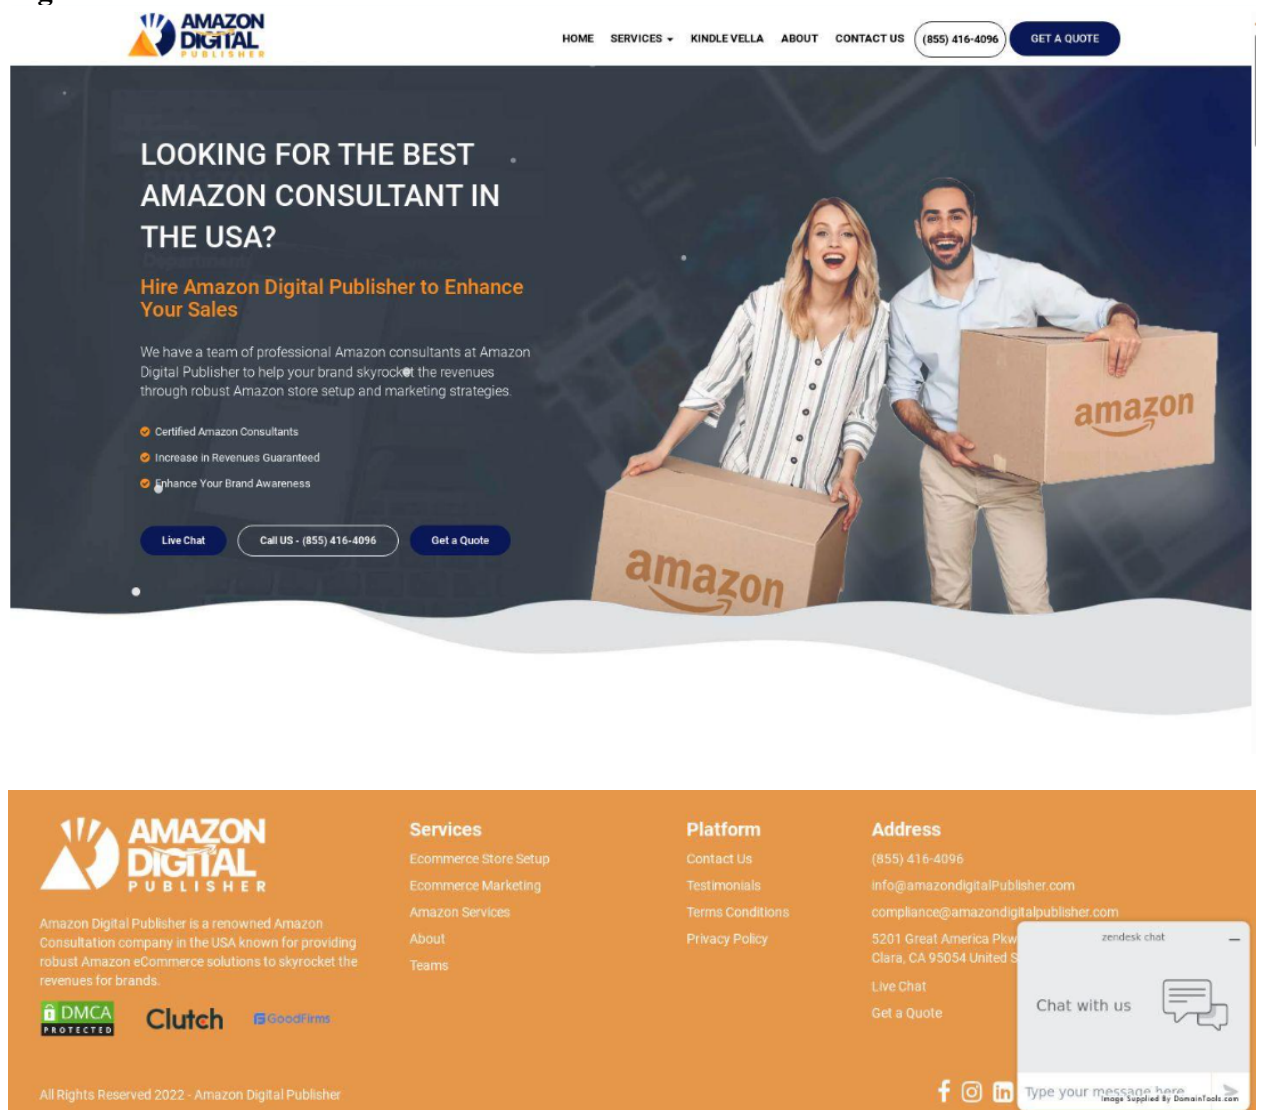 AMAZON
DIGITAL
PUBLISHER
HOME SERVICES KINDLE VELLA ABOUT CONTACT US (855) 416-4096 GET A QUOTE
LOOKING FOR THE BEST
AMAZON CONSULTANT IN
THE USA?
Hire Amazon Digital Publisher to Enhance
Your Sales
We have a team of professional Amazon consultants at Amazon
Digital Publisher to help your brand skyrocket the revenues
through robust Amazon store setup and marketing strategies.
Certified Amazon Consultants
Increase in Revenues Guaranteed
Enhance Your Brand Awareness
Live Chat Call US - (855) 416-4096 Get a Quote
amazon
amazon
AMAZON
DIGITAL
PUBLISHER
Amazon Digital Publisher is a renowned Amazon
Consultation company in the USA known for providing
robust Amazon eCommerce solutions to skyrocket the
revenues for brands.
DMCA
PROTECTED
Clutch
GoodFirms
Services
Ecommerce Store Setup
Ecommerce Marketing
Amazon Services
About
Teams
Platform
Contact Us
Testimonials
Terms Conditions
Privacy Policy
Address
(855) 416-4096
info@amazondigitalPublisher.com
compliance@amazondigitalpublisher.com
5201 Great America Pkw
Clara, CA 95054 United S
Live Chat
Get a Quote
zendesk chat
Chat with us
Type your message here
Image Supplied By DomainTools.com
All Rights Reserved 2022 - Amazon Digital Publisher